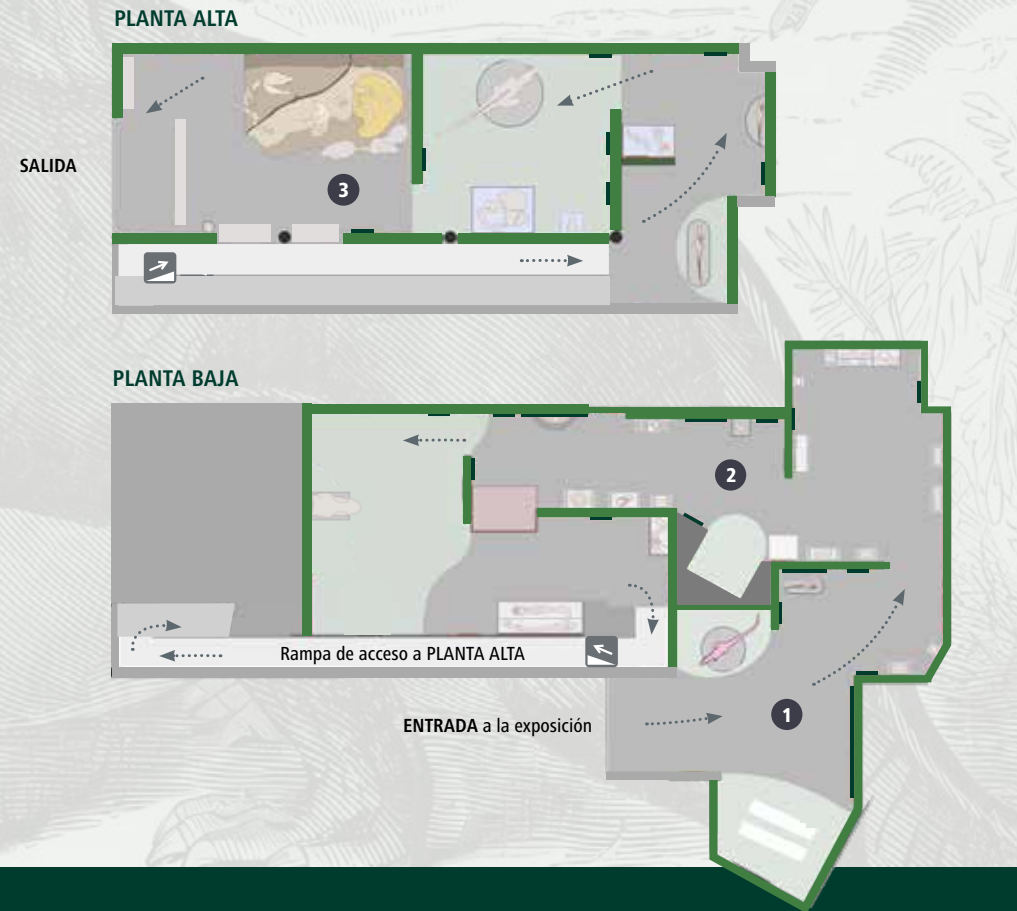 PLANTA ALTA
SALIDA
3
PLANTA BAJA
2
Rampa de acceso a PLANTA ALTA
ENTRADA a la exposición
1